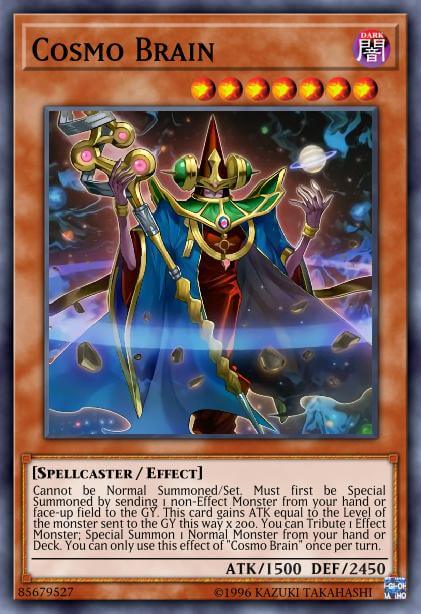 COSMO BRAIN
DARK
闇
[SPELLCASTER / EFFECT]
Cannot be Normal Summoned/Set. Must first be Special
Summoned by sending 1 non-Effect Monster from your hand or
face-up field to the GY. This card gains ATK equal to the Level of
the monster sent to the GY this way x 200. You can Tribute 1 Effect
Monster; Special Summon 1 Normal Monster from your hand or
Deck. You can only use this effect of "Cosmo Brain" once per turn.
ATK/1500 DEF/2450
85679527
©1996 KAZUKI TAKAHASHI